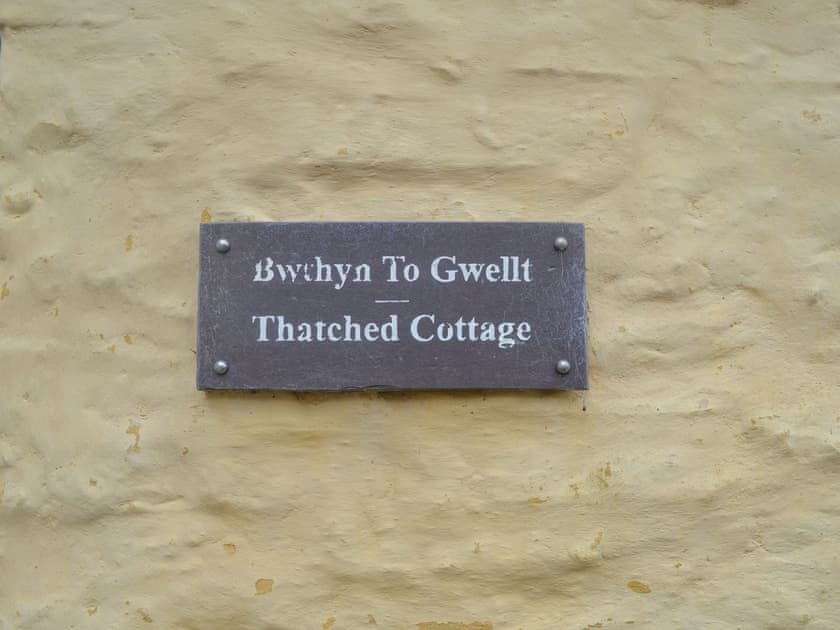 Bwthyn To Gwellt
Thatched Cottage